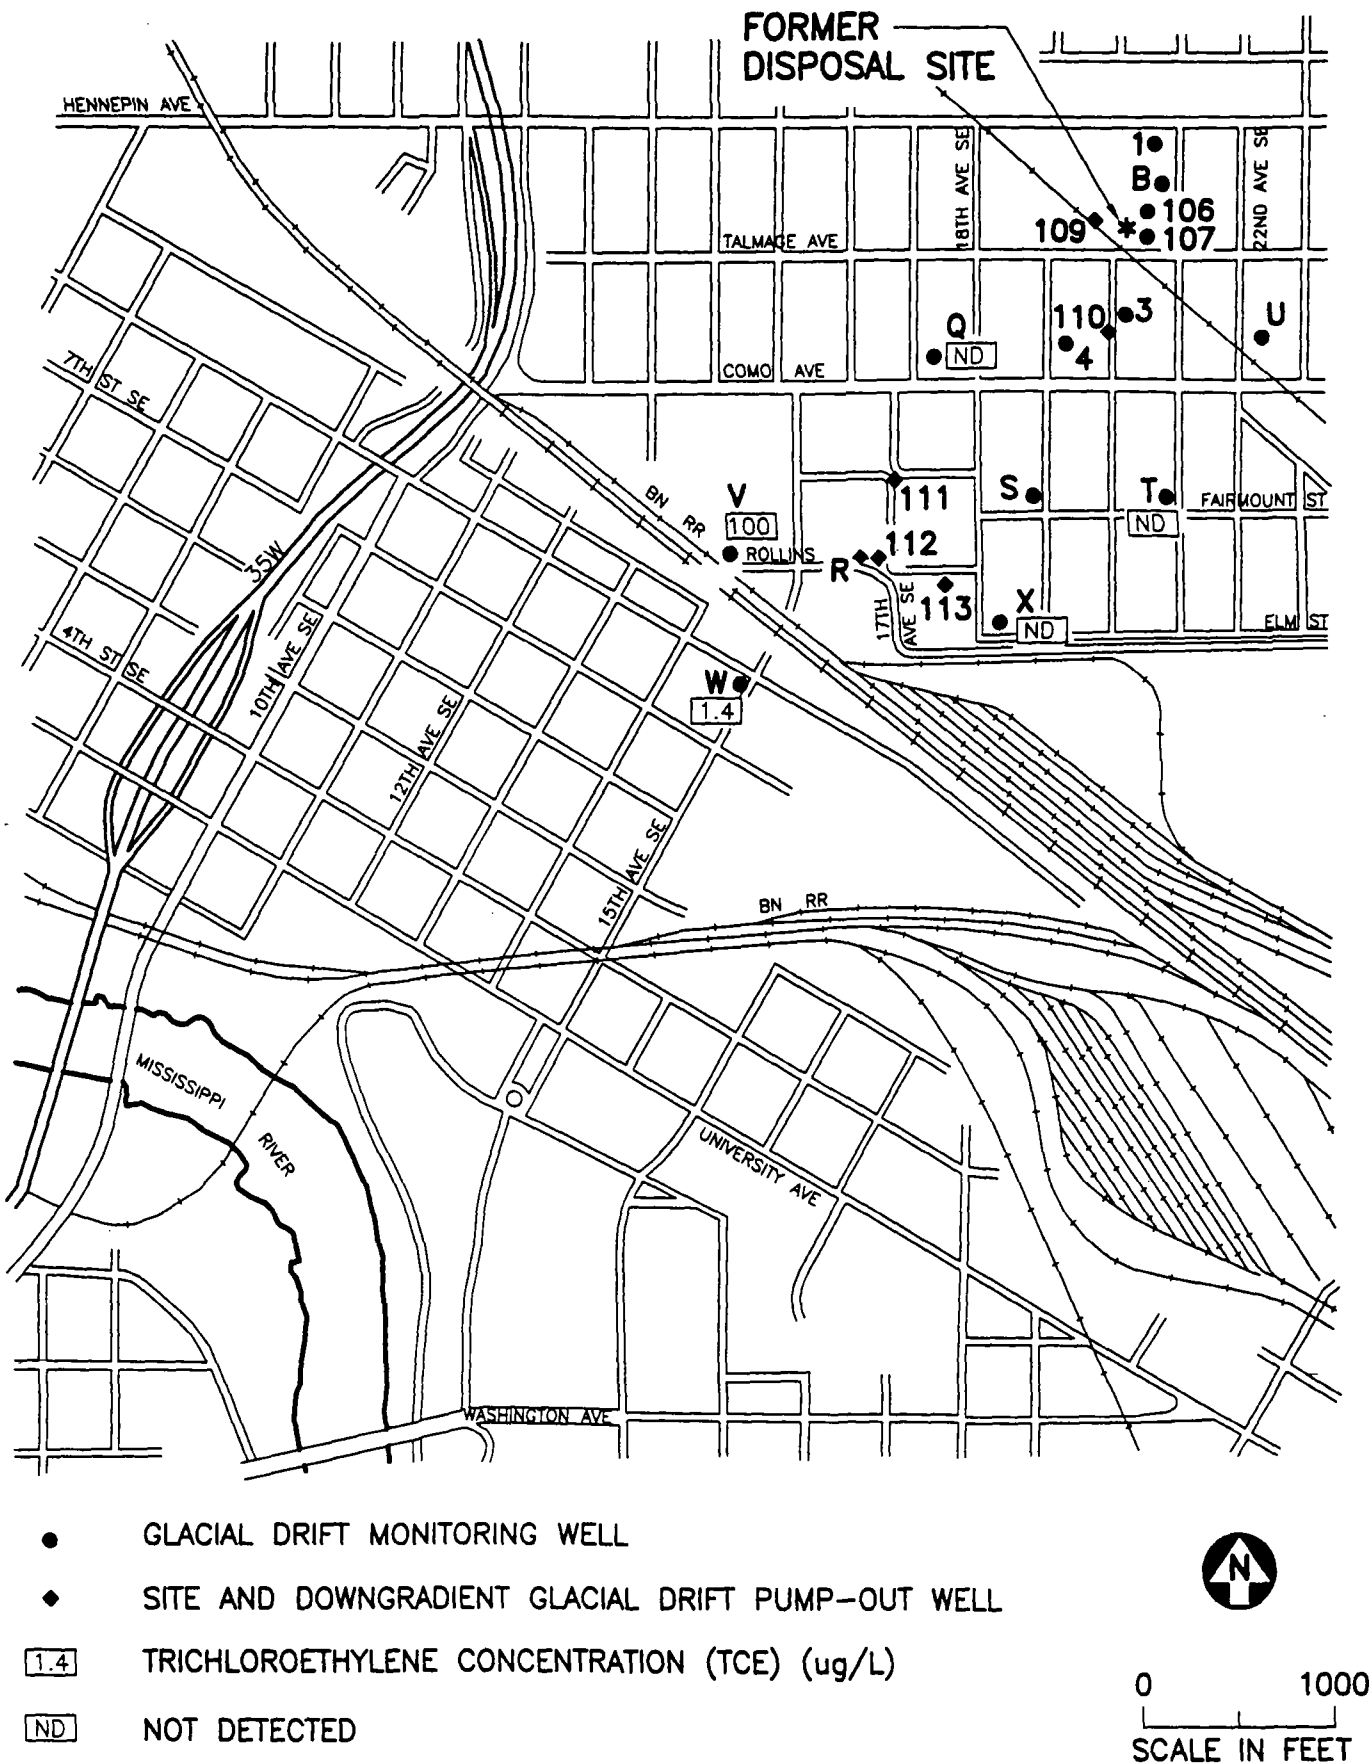 FORMER
DISPOSAL SITE
HENNEPIN AVE
18TH AVE SE
22ND AVE SE
1
B
106
107
109
TALMAGE AVE
Q
ND
110
3
4
U
7TH ST SE
COMO AVE
BN RR
V
100
111
S
T
ND
FAIRMOUNT ST
35W
ROLLINS
R
112
113
17TH AVE SE
X
ND
ELM ST
4TH ST SE
10TH AVE SE
12TH AVE SE
W
1.4
15TH AVE SE
BN RR
MISSISSIPPI
RIVER
UNIVERSITY AVE
WASHINGTON AVE
GLACIAL DRIFT MONITORING WELL
SITE AND DOWNGRADIENT GLACIAL DRIFT PUMP-OUT WELL
1.4 TRICHLOROETHYLENE CONCENTRATION (TCE) (ug/L)
ND NOT DETECTED
N
0 1000
SCALE IN FEET